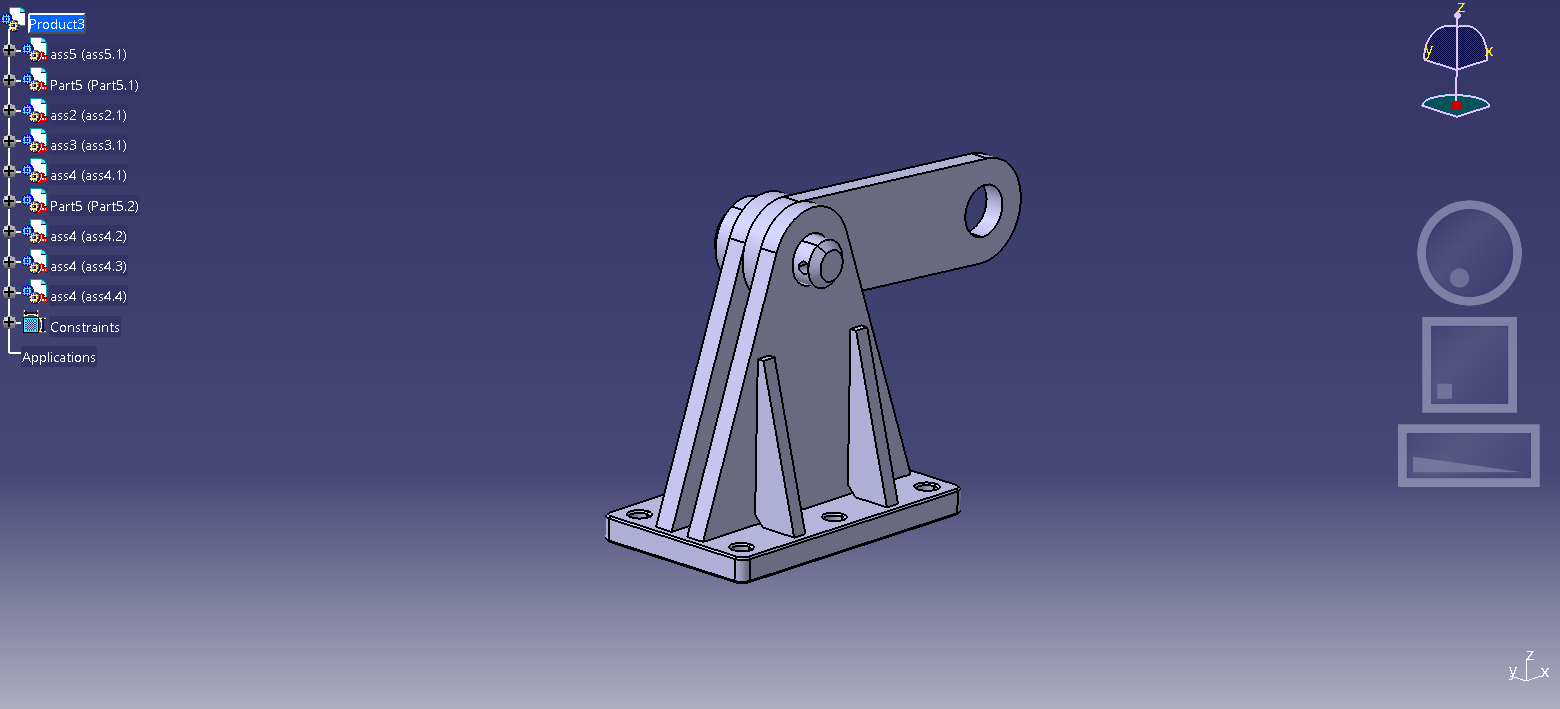 Product3
ass5 (ass5.1)
Part5 (Part5.1)
ass2 (ass2.1)
ass3 (ass3.1)
ass4 (ass4.1)
Part5 (Part5.2)
ass4 (ass4.2)
ass4 (ass4.3)
ass4 (ass4.4)
Constraints
Applications
z
y x
z
y x